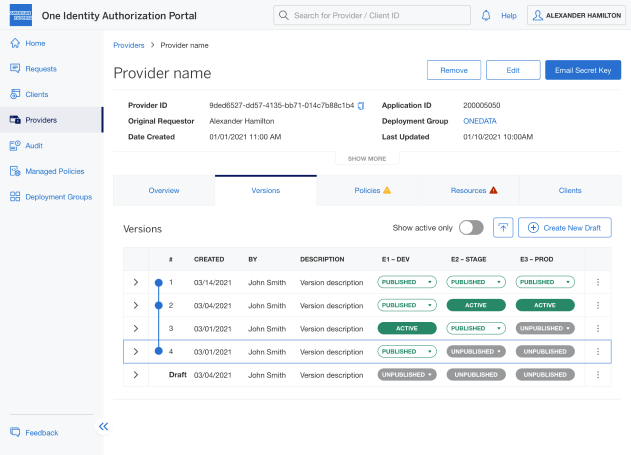 AMERICAN EXPRESS
One Identity Authorization Portal
Search for Provider / Client ID
Help
ALEXANDER HAMILTON
Home
Requests
Clients
Providers
Audit
Managed Policies
Deployment Groups
Feedback
Providers > Provider name
Provider name
Remove
Edit
Email Secret Key
Provider ID 9ded6527-dd57-4135-bb71-014c7b88c1b4 Application ID 200005050
Original Requestor Alexander Hamilton Deployment Group ONEDATA
Date Created 01/01/2021 11:00 AM Last Updated 01/10/2021 10:00AM
SHOW MORE
Overview Versions Policies Resources Clients
Versions
Show active only
Create New Draft
# CREATED BY DESCRIPTION E1 – DEV E2 – STAGE E3 – PROD
1 03/14/2021 John Smith Version description PUBLISHED PUBLISHED PUBLISHED
2 03/04/2021 John Smith Version description PUBLISHED ACTIVE ACTIVE
3 03/01/2021 John Smith Version description ACTIVE PUBLISHED UNPUBLISHED
4 03/01/2021 John Smith Version description PUBLISHED UNPUBLISHED UNPUBLISHED
Draft 03/04/2021 John Smith Version description UNPUBLISHED UNPUBLISHED UNPUBLISHED